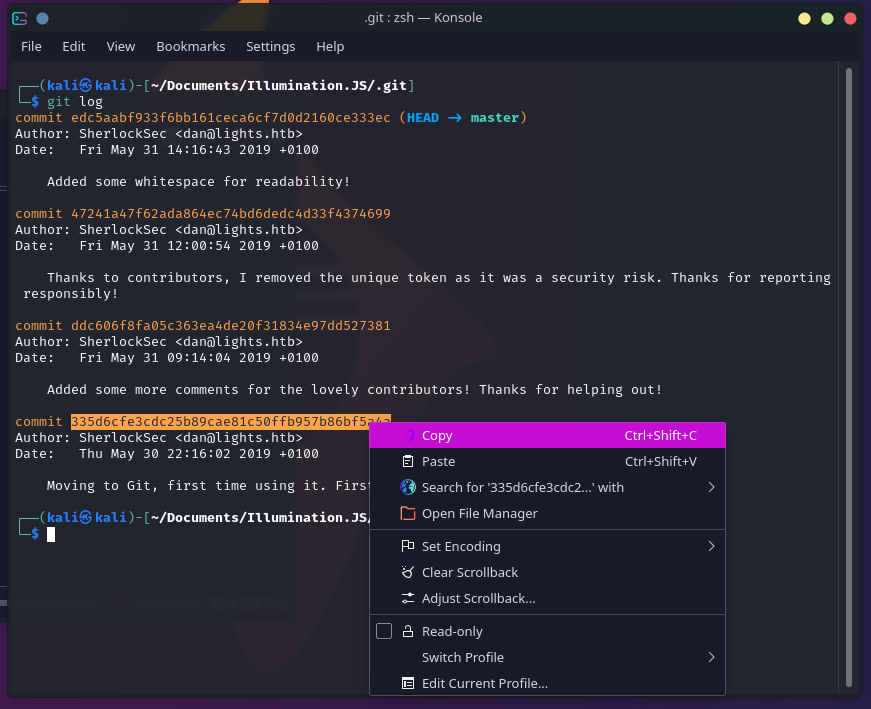 .git : zsh — Konsole
File Edit View Bookmarks Settings Help
┌──(kali㉿kali)-[~/Documents/Illumination.JS/.git]
└─$ git log
commit edc5aabf933f6bb161ceca6cf7d0d2160ce333ec (HEAD → master)
Author: SherlockSec <dan@lights.htb>
Date:   Fri May 31 14:16:43 2019 +0100
Added some whitespace for readability!
commit 47241a47f62ada864ec74bd6dedc4d33f4374699
Author: SherlockSec <dan@lights.htb>
Date:   Fri May 31 12:00:54 2019 +0100
Thanks to contributors, I removed the unique token as it was a security risk. Thanks for reporting
responsibly!
commit ddc606f8fa05c363ea4de20f31834e97dd527381
Author: SherlockSec <dan@lights.htb>
Date:   Fri May 31 09:14:04 2019 +0100
Added some more comments for the lovely contributors! Thanks for helping out!
commit 335d6cfe3cdc25b89cae81c50ffb957b86bf5a4a
Author: SherlockSec <dan@lights.htb>
Date:   Thu May 30 22:16:02 2019 +0100
Moving to Git, first time using it. First
┌──(kali㉿kali)-[~/Documents/Illumination.JS/
└─$
Copy Ctrl+Shift+C
Paste Ctrl+Shift+V
Search for '335d6cfe3cdc2...' with
Open File Manager
Set Encoding
Clear Scrollback
Adjust Scrollback...
Read-only
Switch Profile
Edit Current Profile...